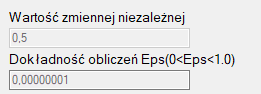 Wartość zmiennej niezależnej
0,5
Dokładność obliczeń Eps(0<Eps<1.0)
0,00000001